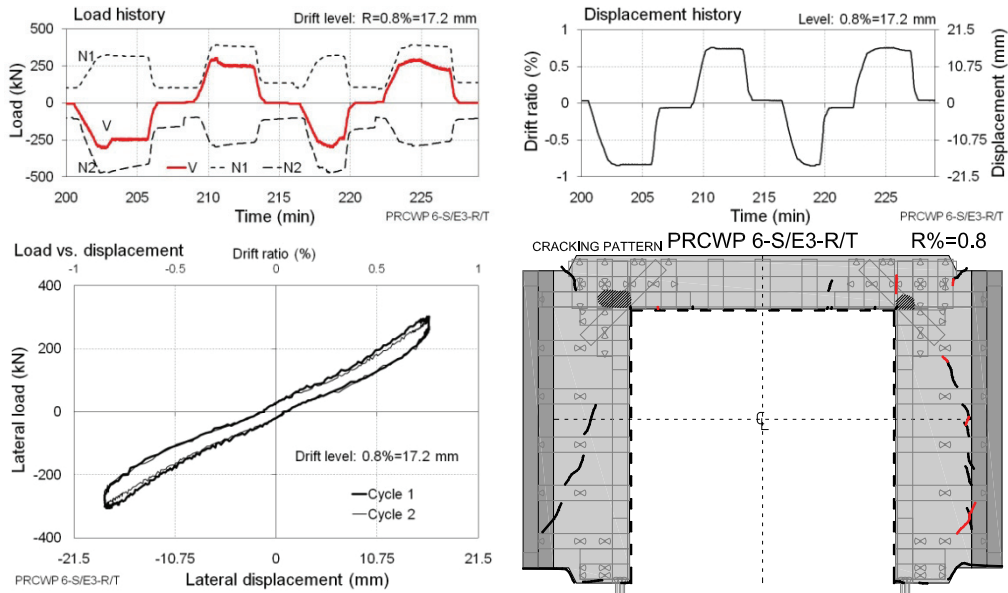 Load history
Drift level: R=0.8%=17.2 mm
500
250
0
-250
-500
Load (kN)
N1
V
N2
V N1 N2
200 205 210 215 220 225
Time (min)
PRCWP 6-S/E3-R/T
Displacement history
Level: 0.8%=17.2 mm
1
0.5
0
-0.5
-1
Drift ratio (%)
21.5
10.75
0
-10.75
-21.5
Displacement (mm)
200 205 210 215 220 225
Time (min)
PRCWP 6-S/E3-R/T
Load vs. displacement
Drift ratio (%)
-1 -0.5 0 0.5 1
400
200
0
-200
-400
Lateral load (kN)
Drift level: 0.8%=17.2 mm
Cycle 1
Cycle 2
-21.5 -10.75 0 10.75 21.5
Lateral displacement (mm)
PRCWP 6-S/E3-R/T
CRACKING PATTERN PRCWP 6-S/E3-R/T R%=0.8